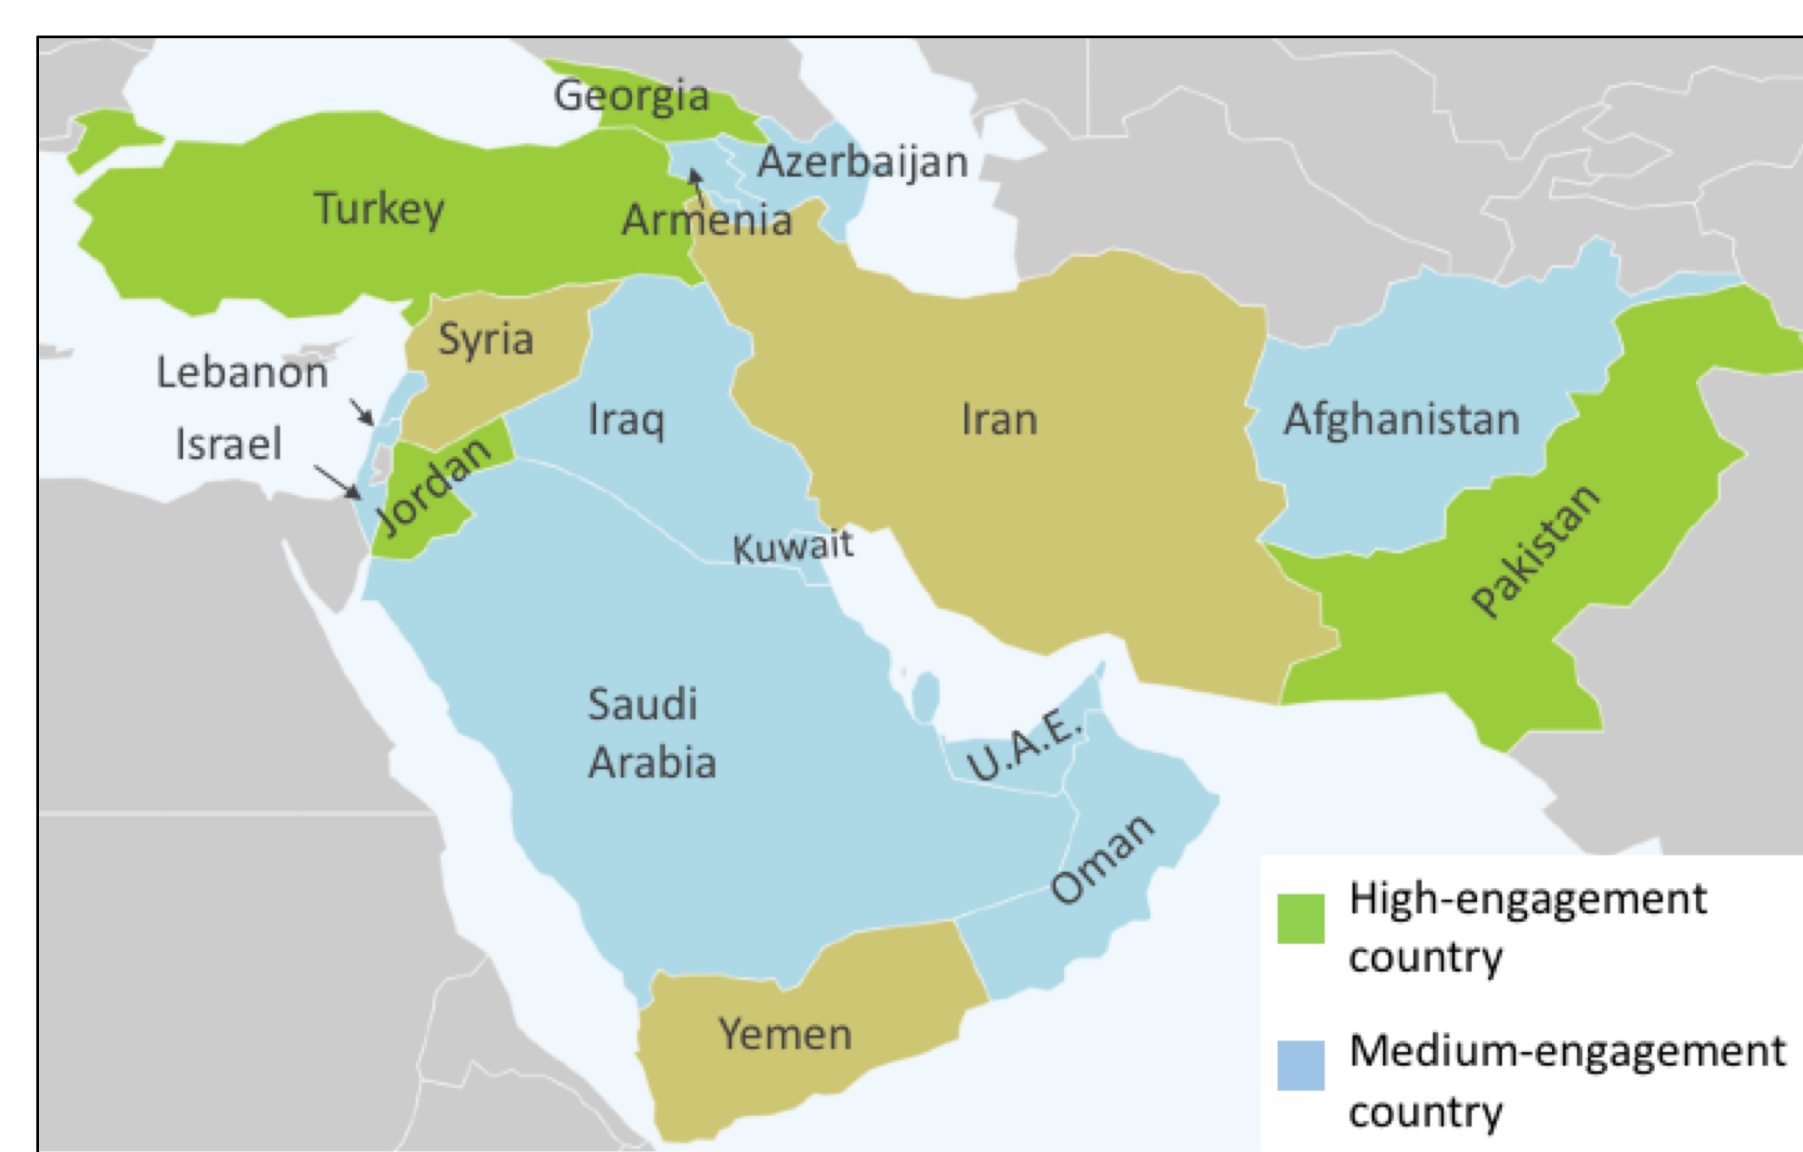 Georgia
Azerbaijan
Turkey
Armenia
Syria
Lebanon
Iraq
Iran
Afghanistan
Israel
Jordan
Kuwait
Pakistan
Saudi
Arabia
U.A.E.
Oman
Yemen
High-engagement
country
Medium-engagement
country